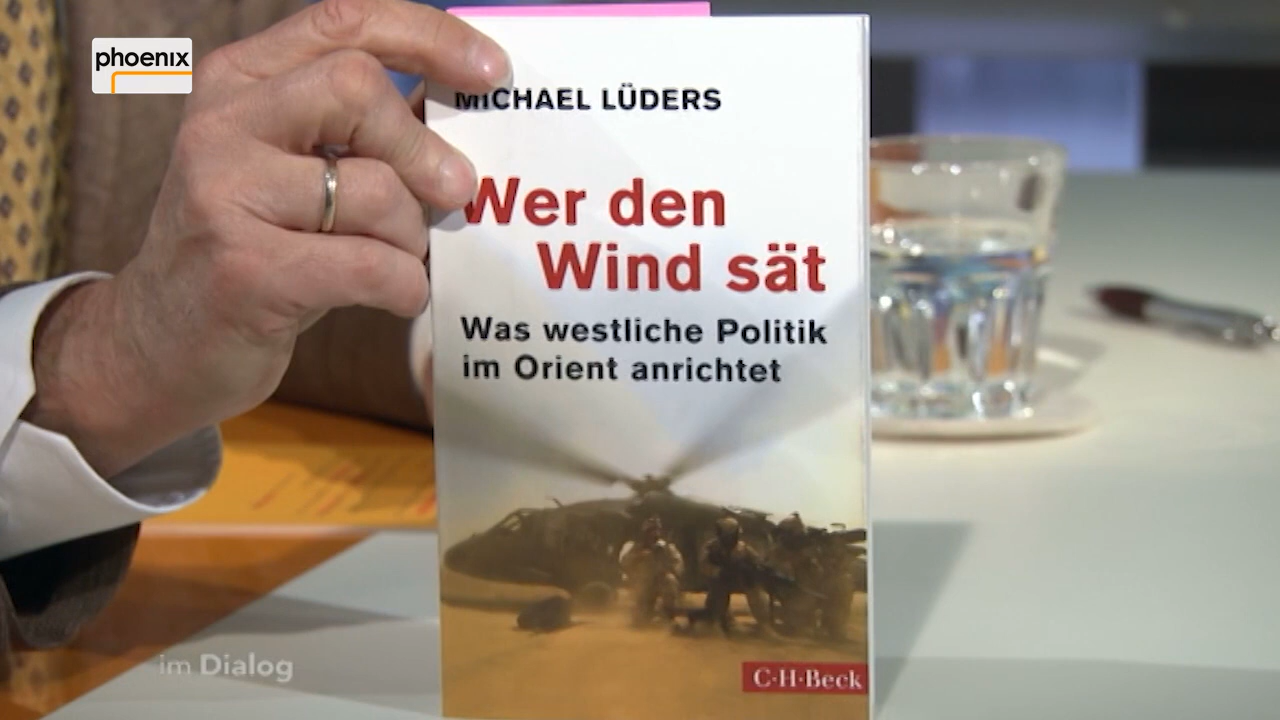 phoenix
MICHAEL LÜDERS
Wer den
Wind sät
Was westliche Politik
im Orient anrichtet
C·H·Beck
im Dialog